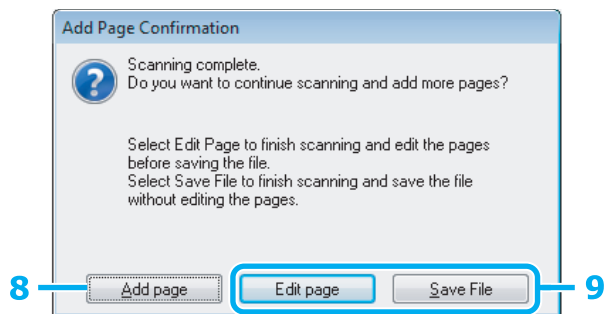 Add Page Confirmation
Scanning complete.
Do you want to continue scanning and add more pages?
Select Edit Page to finish scanning and edit the pages
before saving the file.
Select Save File to finish scanning and save the file
without editing the pages.
8 Add page Edit page Save File 9